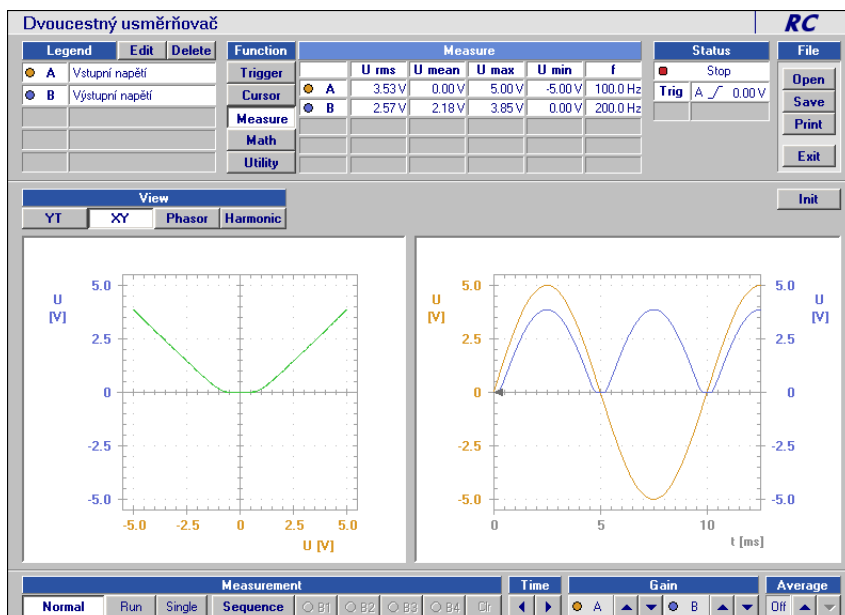 Dvoucestný usměrňovač RC
Legend Edit Delete Function Measure Status File
A Vstupní napětí
B Výstupní napětí
Trigger
Cursor
Measure
Math
Utility
U rms U mean U max U min f
A 3.53 V 0.00 V 5.00 V -5.00 V 100.0 Hz
B 2.57 V 2.18 V 3.85 V 0.00 V 200.0 Hz
Stop
Trig A 0.00 V
Open
Save
Print
Exit
View
YT XY Phasor Harmonic
Init
U
[V]
5.0
2.5
0
-2.5
-5.0
-5.0 -2.5 0 2.5 5.0
U [V]
U
[V]
5.0
2.5
0
-2.5
-5.0
0 5 10
t [ms]
5.0
2.5
0
-2.5
-5.0
U
[V]
Measurement Time Gain Average
Normal Run Single Sequence B1 B2 B3 B4 Clr A B Off